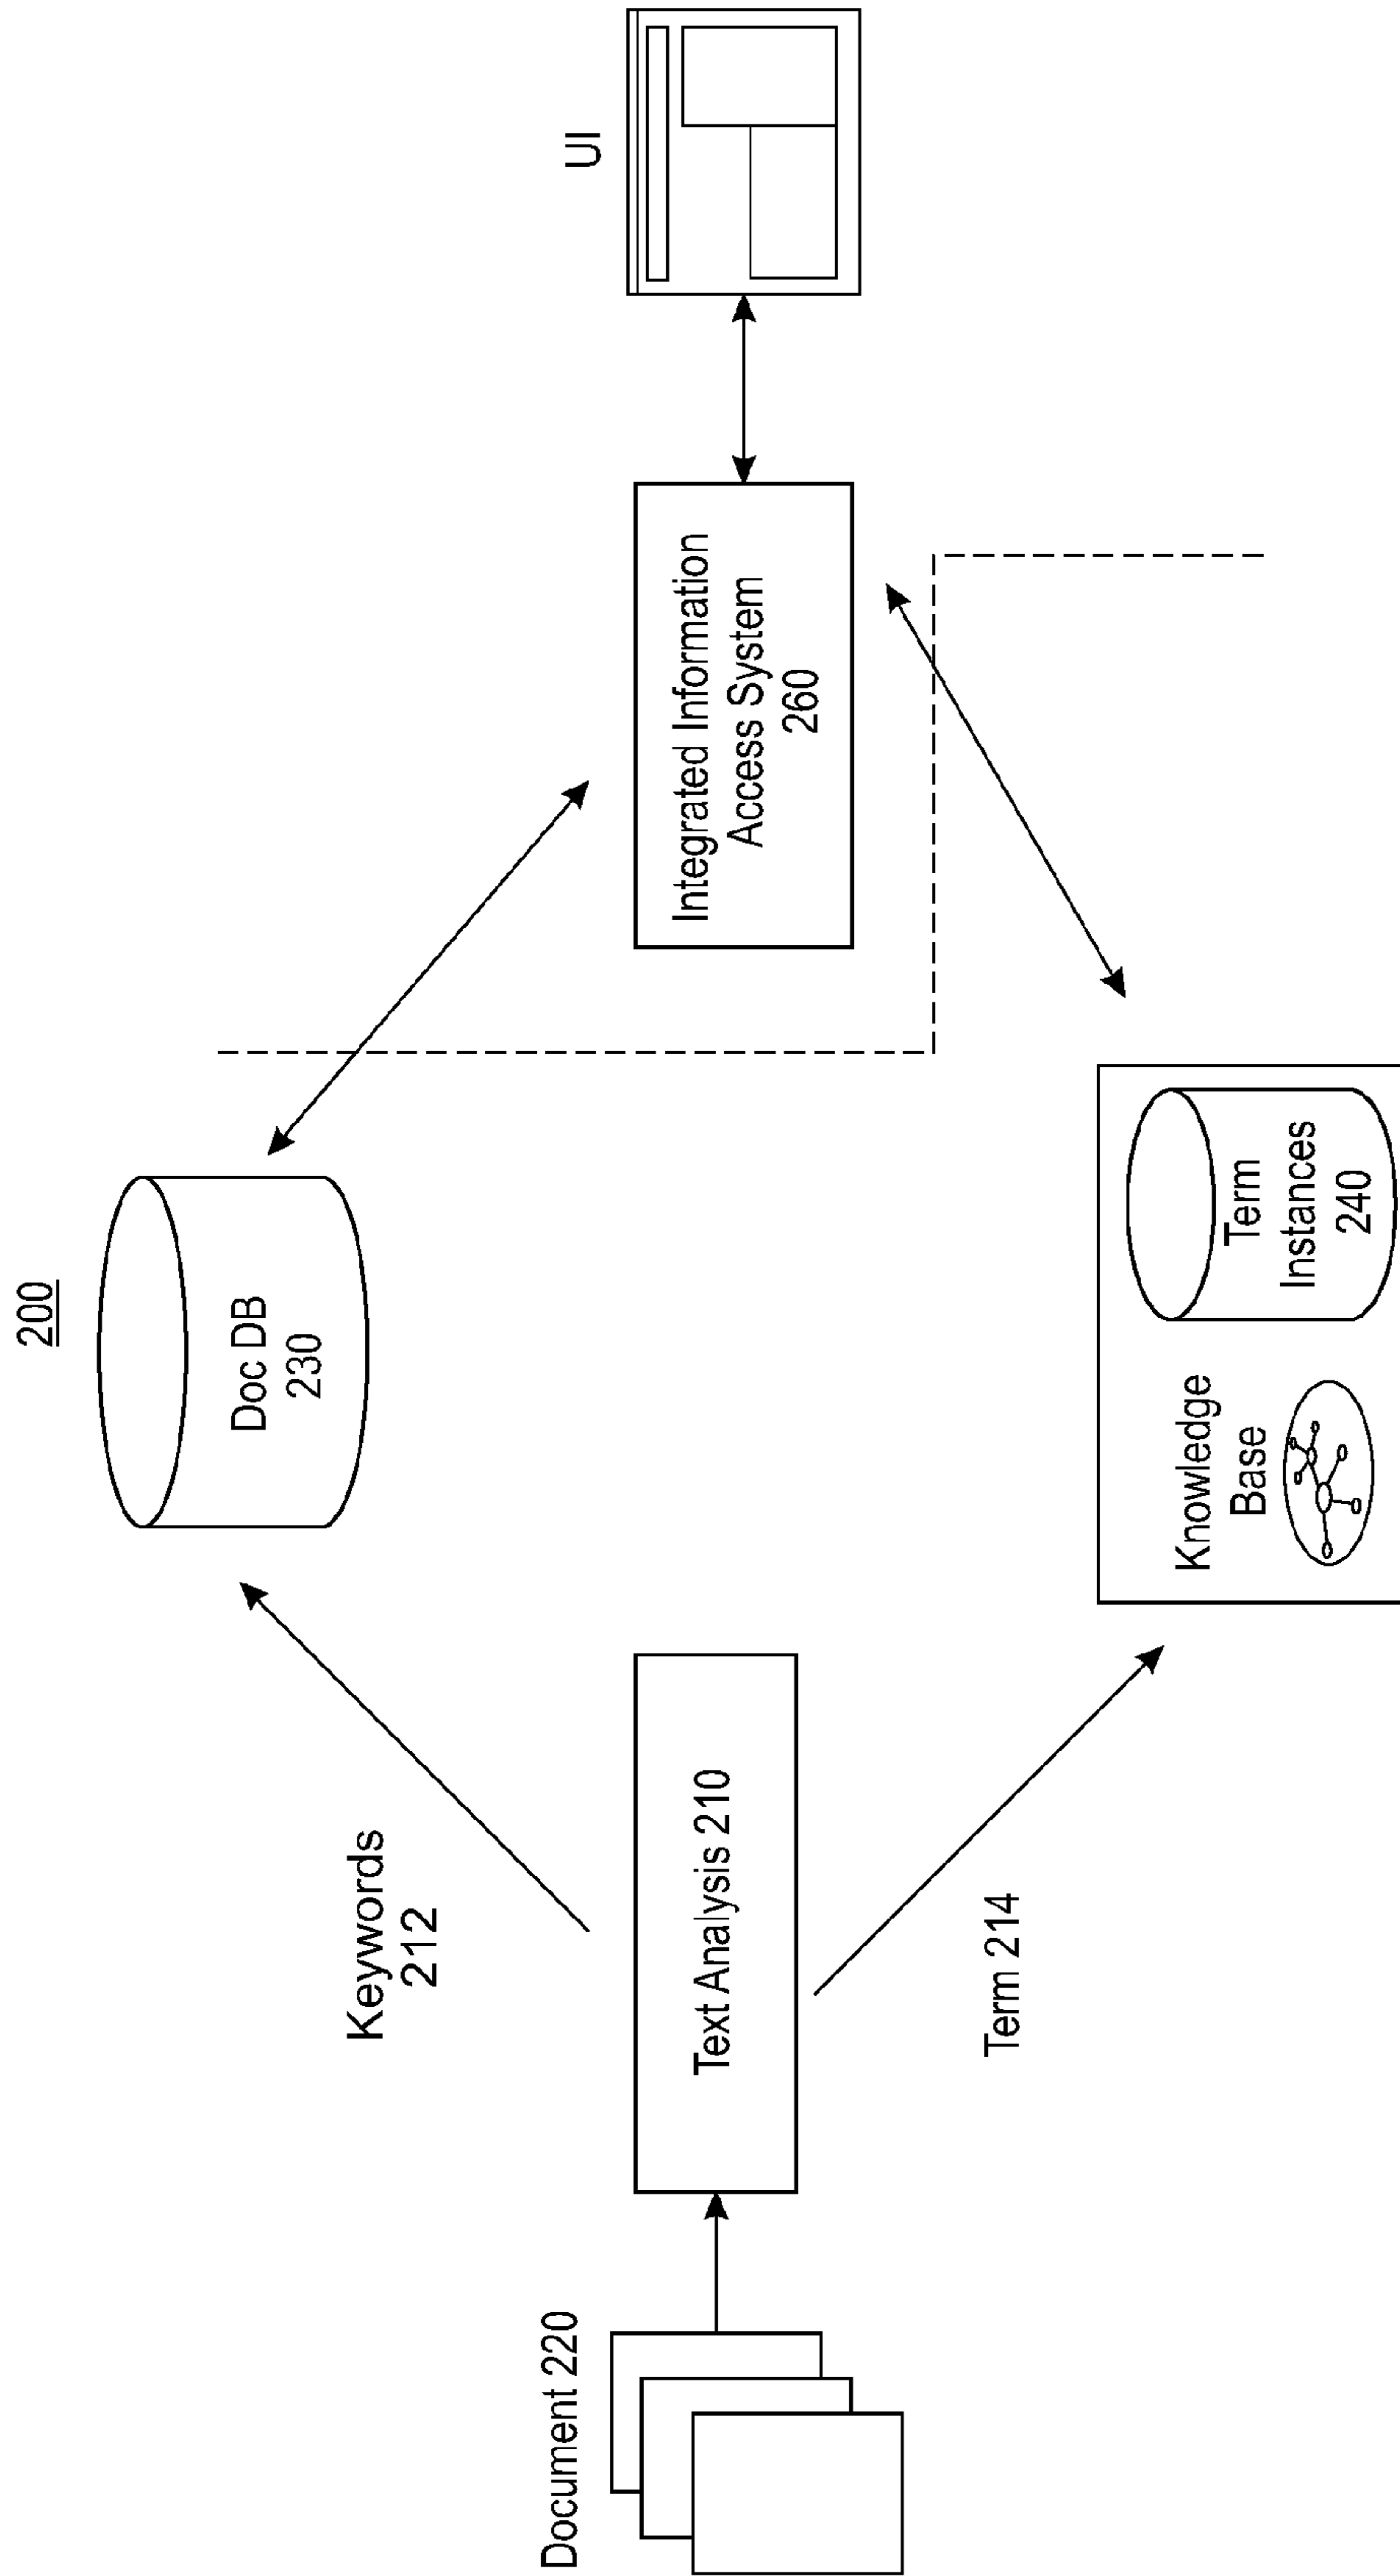 200
Document 220
Text Analysis 210
Keywords
212
Term 214
Doc DB
230
Knowledge
Base
Term
Instances
240
Integrated Information
Access System
260
UI